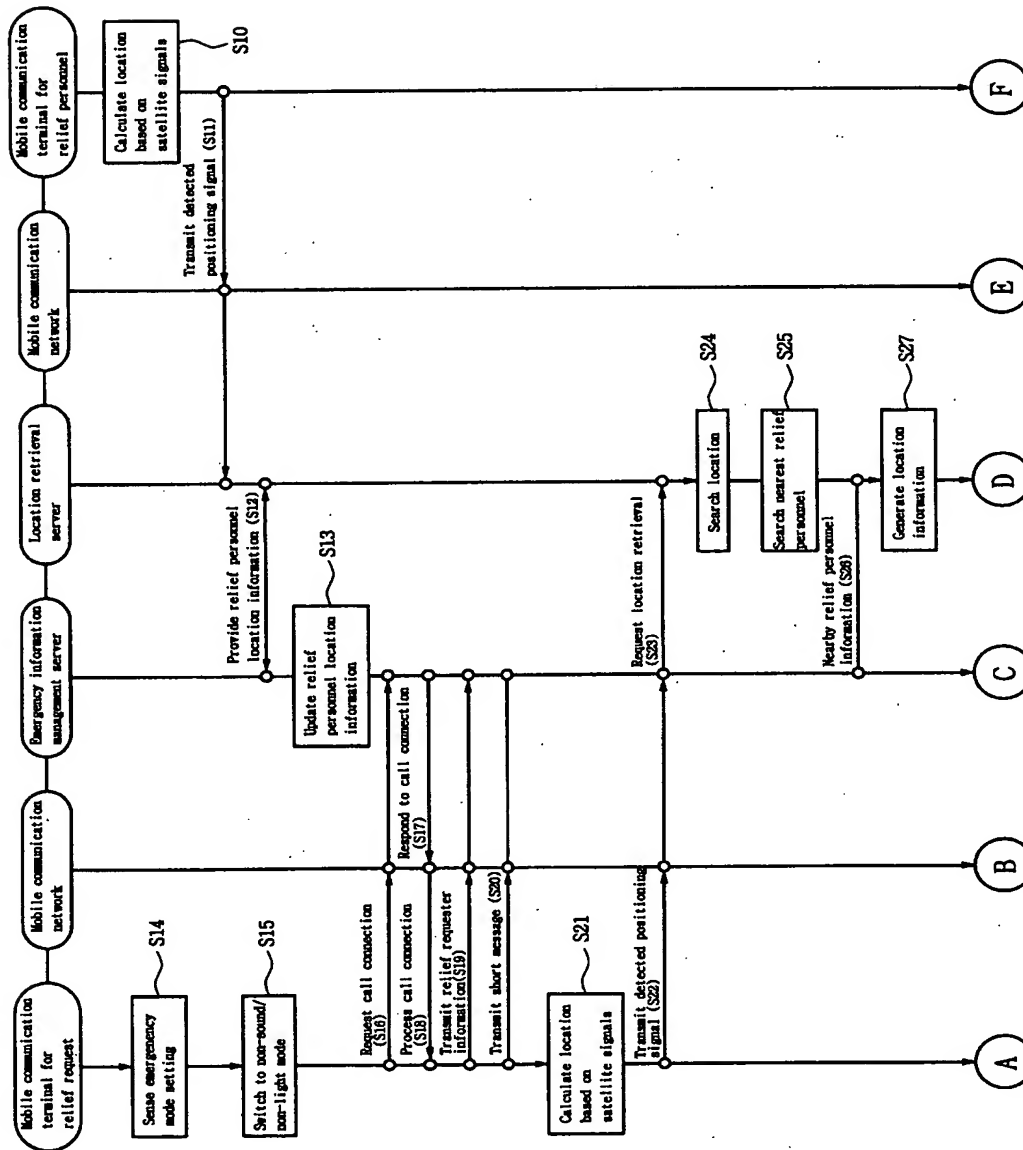 Mobile communication
terminal for
relief request
Mobile communication
network
Emergency information
management server
Location retrieval
server
Mobile communication
network
Mobile communication
terminal for
relief personnel
Calculate location
based on
satellite signals
S10
Transmit detected
positioning signal (S11)
Provide relief personnel
location information (S12)
Update relief
personnel location
information
S13
Sense emergenency
mode setting
S14
Switch to non-sound/
non-light mode
S15
Request call connection
(S16)
Respond to call connection
(S17)
Process call connection
(S18)
Transmit relief requester
information(S19)
Transmit short message (S20)
Calculate location
based on
satellite signals
S21
Transmit detected positioning
signal (S22)
Request location retrieval
(S23)
Search location
S24
Search nearest relief
personnel
S25
Nearby relief personnel
information (S26)
Generate location
information
S27
A
B
C
D
E
F